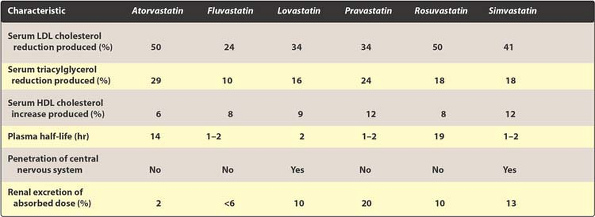 Characteristic Atorvastatin Fluvastatin Lovastatin Pravastatin Rosuvastatin Simvastatin
Serum LDL cholesterol
reduction produced (%) 50 24 34 34 50 41
Serum triacylglycerol
reduction produced (%) 29 10 16 24 18 18
Serum HDL cholesterol
increase produced (%) 6 8 9 12 8 12
Plasma half-life (hr) 14 1–2 2 1–2 19 1–2
Penetration of central
nervous system No No Yes No No Yes
Renal excretion of
absorbed dose (%) 2 <6 10 20 10 13